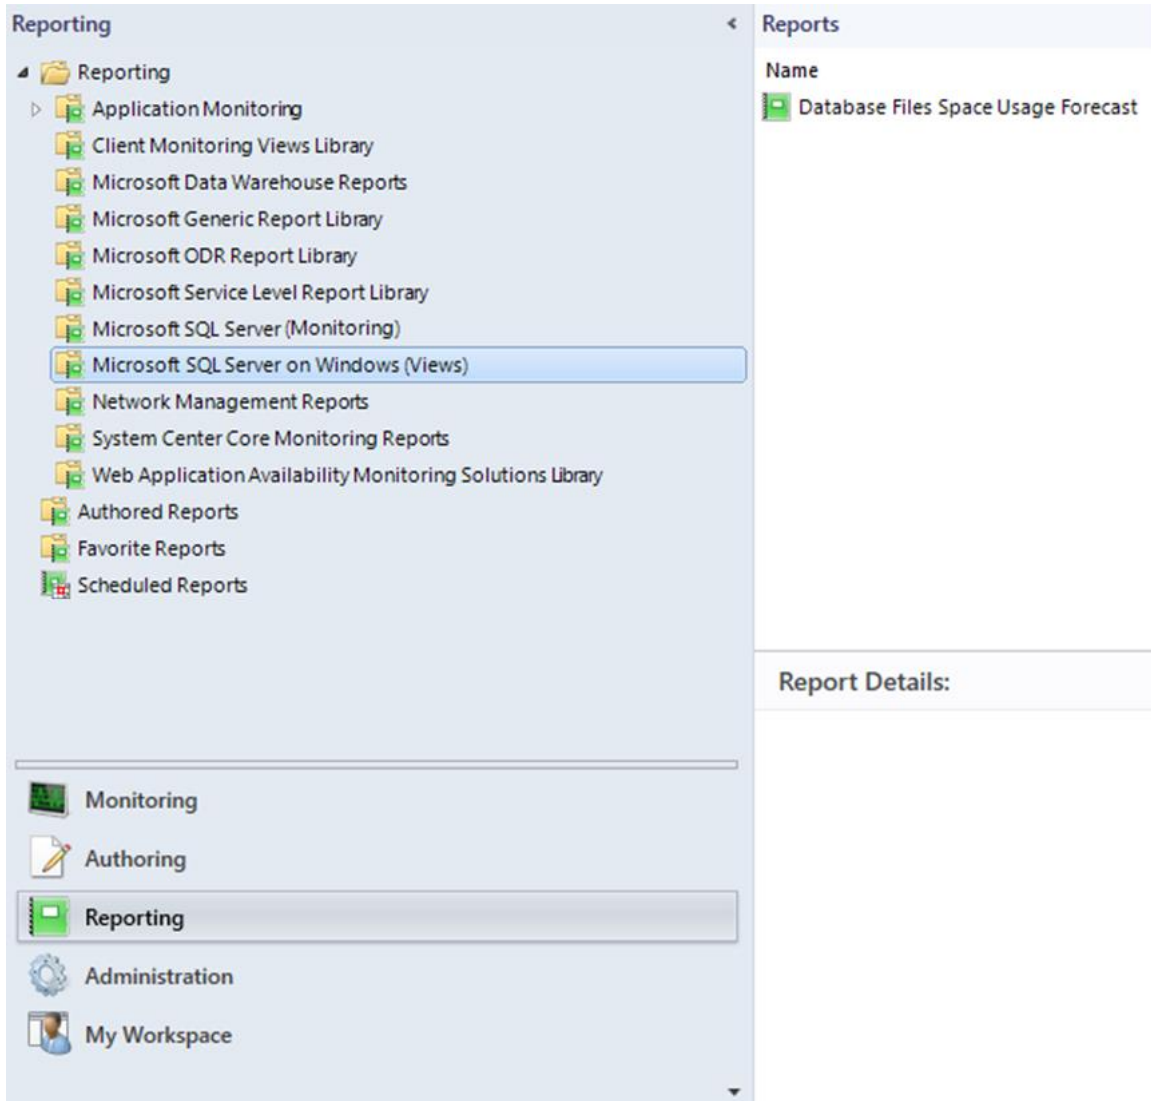 Reporting
Reporting
Application Monitoring
Client Monitoring Views Library
Microsoft Data Warehouse Reports
Microsoft Generic Report Library
Microsoft ODR Report Library
Microsoft Service Level Report Library
Microsoft SQL Server (Monitoring)
Microsoft SQL Server on Windows (Views)
Network Management Reports
System Center Core Monitoring Reports
Web Application Availability Monitoring Solutions Library
Authored Reports
Favorite Reports
Scheduled Reports
Monitoring
Authoring
Reporting
Administration
My Workspace
Reports
Name
Database Files Space Usage Forecast
Report Details: